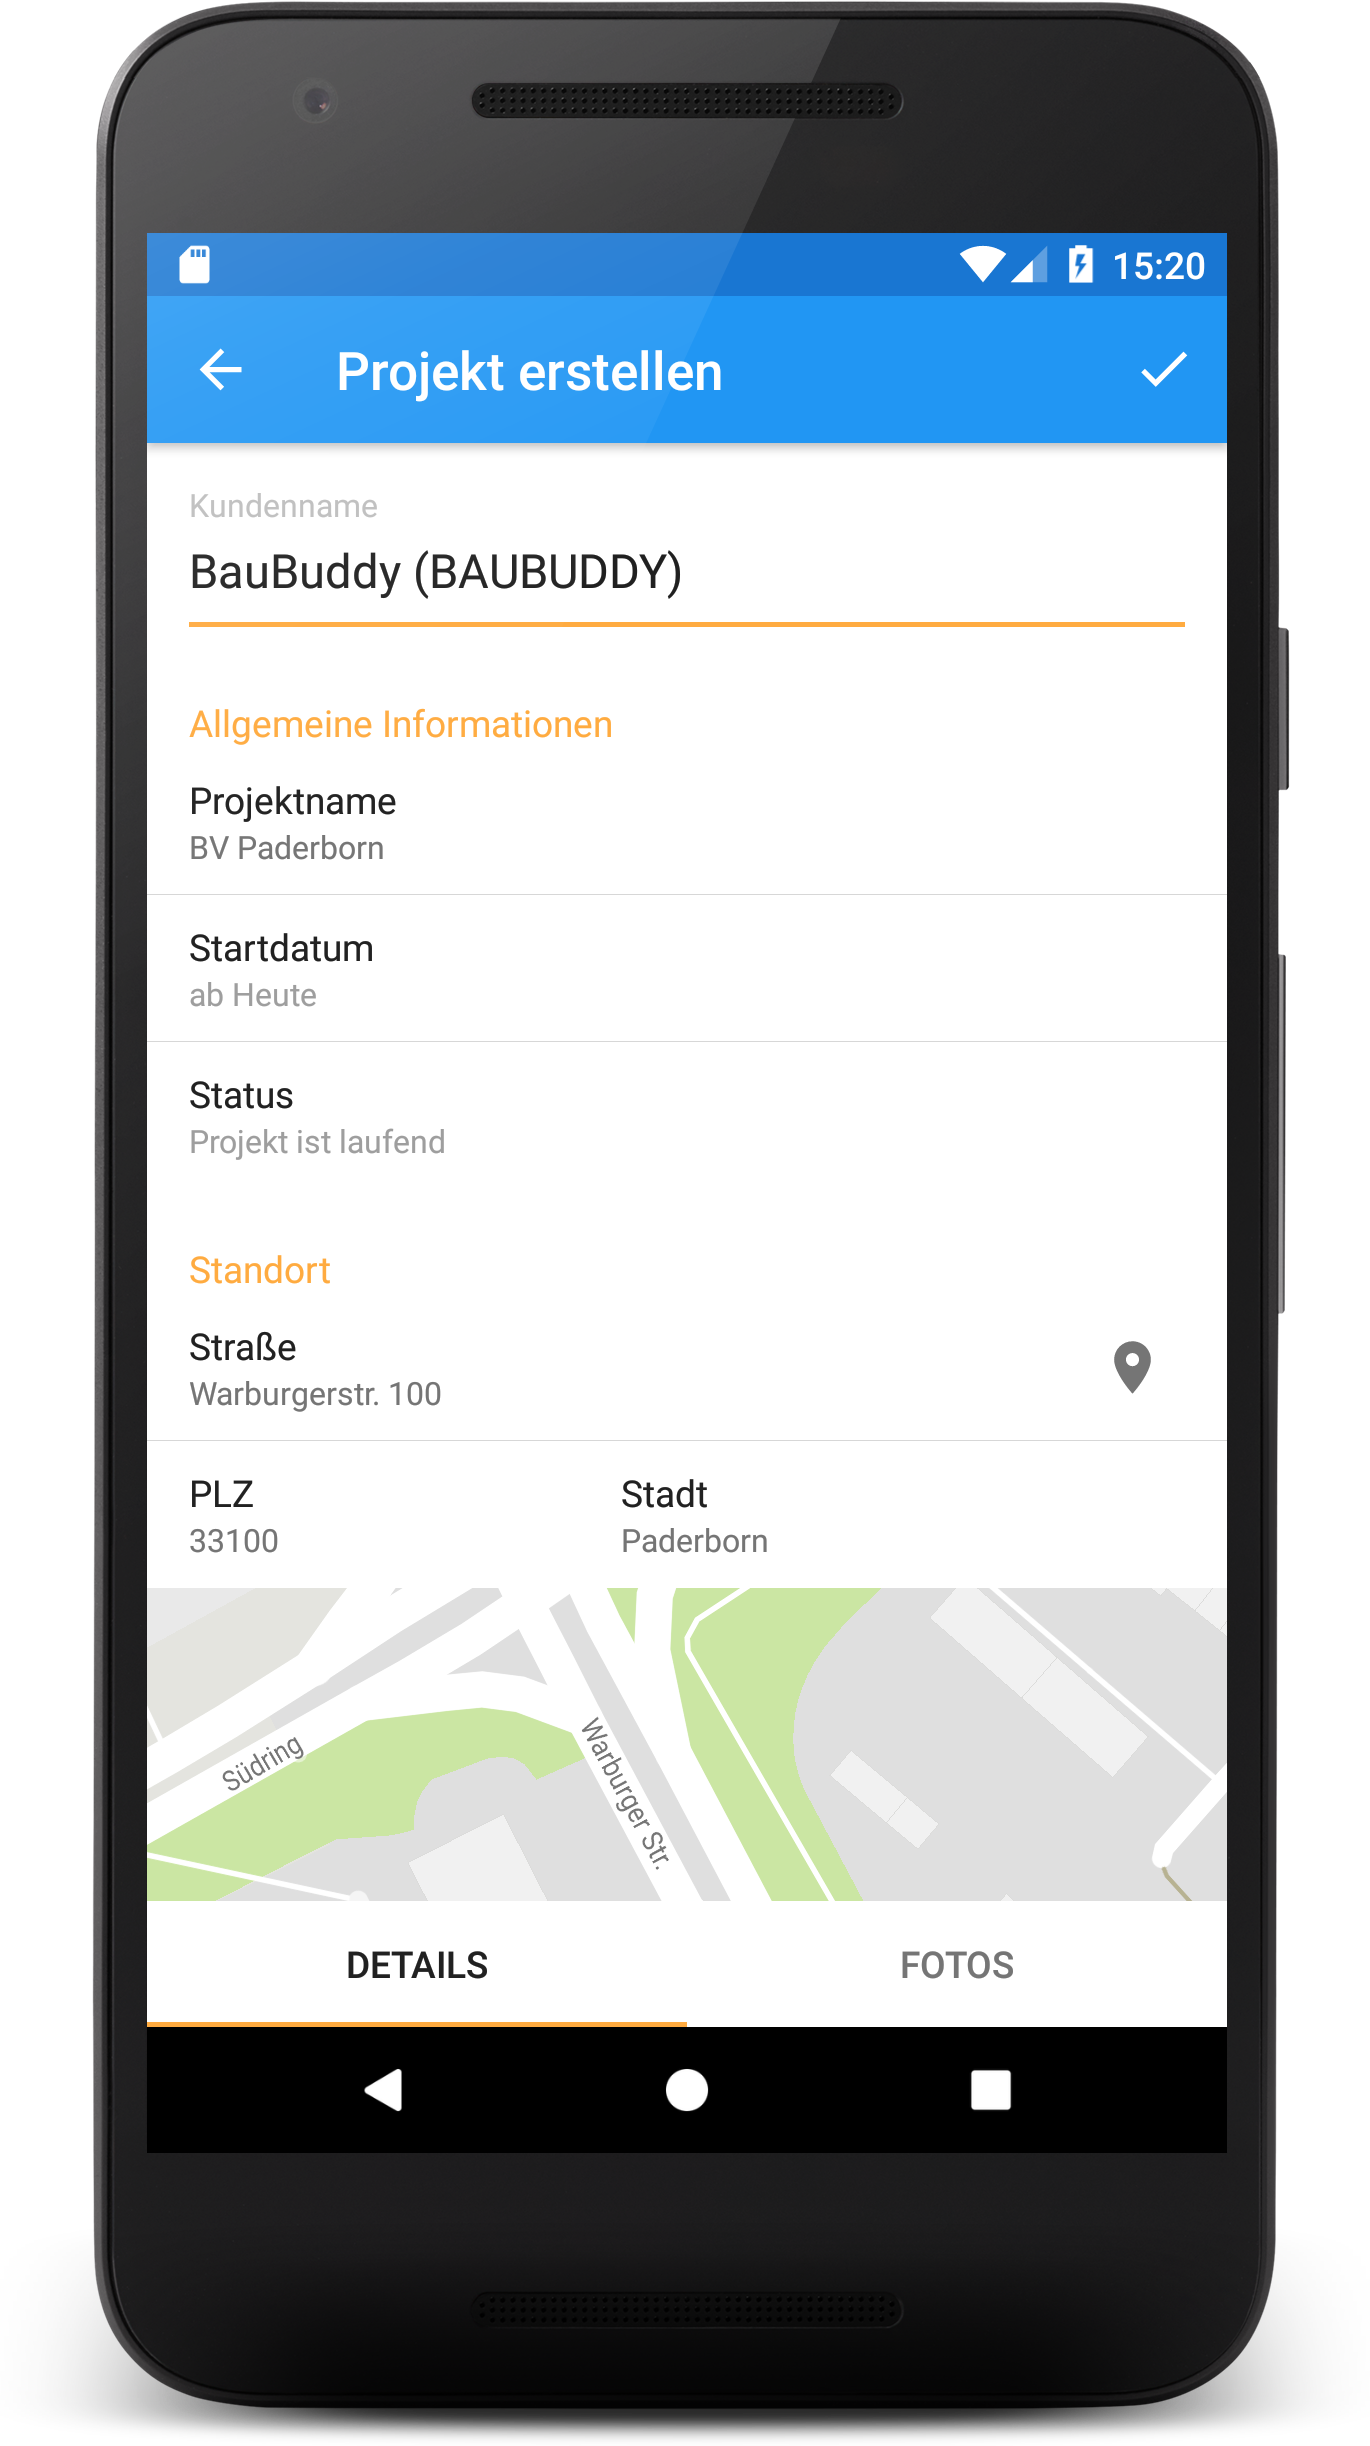 15:20
Projekt erstellen
Kundenname
BauBuddy (BAUBUDDY)
Allgemeine Informationen
Projektname
BV Paderborn
Startdatum
ab Heute
Status
Projekt ist laufend
Standort
Straße
Warburgerstr. 100
PLZ
33100
Stadt
Paderborn
Südring
Warburger Str.
DETAILS
FOTOS